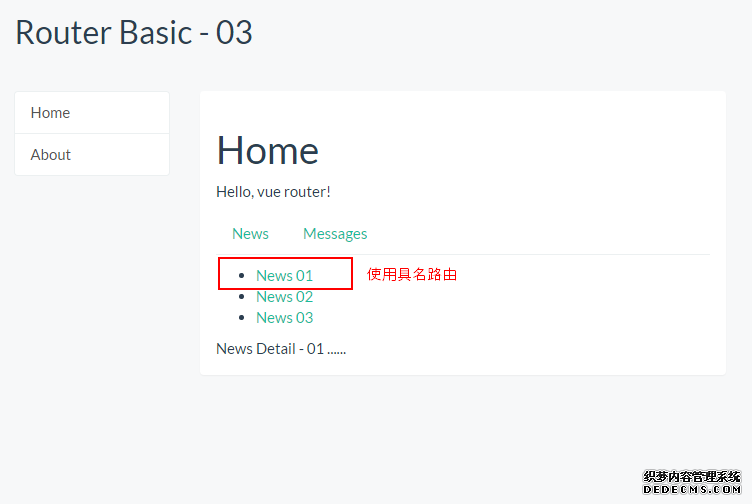 Router Basic - 03
Home
About
Home
Hello, vue router!
News Messages
News 01 使用具名路由
News 02
News 03
News Detail - 01 ......
织梦内容管理系统
DEDECMS.COM